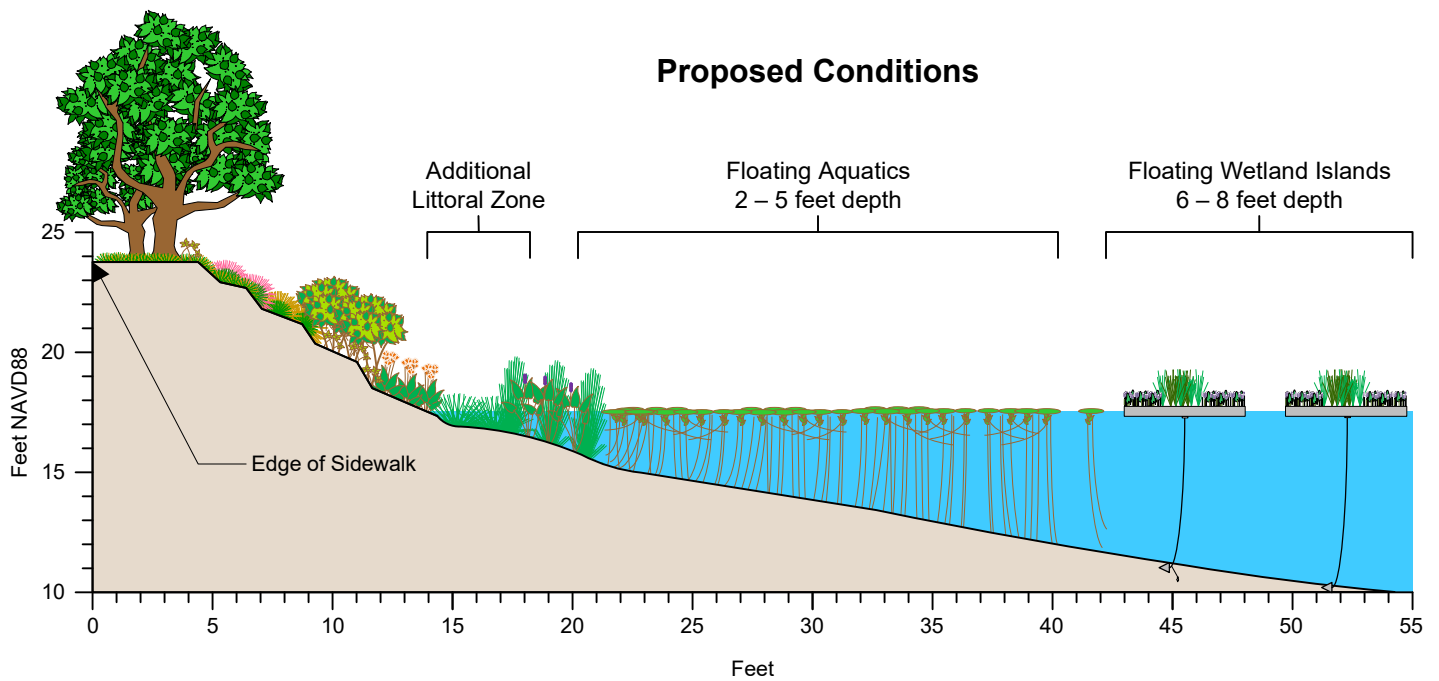 Proposed Conditions
Additional
Littoral Zone
Floating Aquatics
2 – 5 feet depth
Floating Wetland Islands
6 – 8 feet depth
25
20
15
10
Feet NAVD88
Edge of Sidewalk
0 5 10 15 20 25 30 35 40 45 50 55
Feet